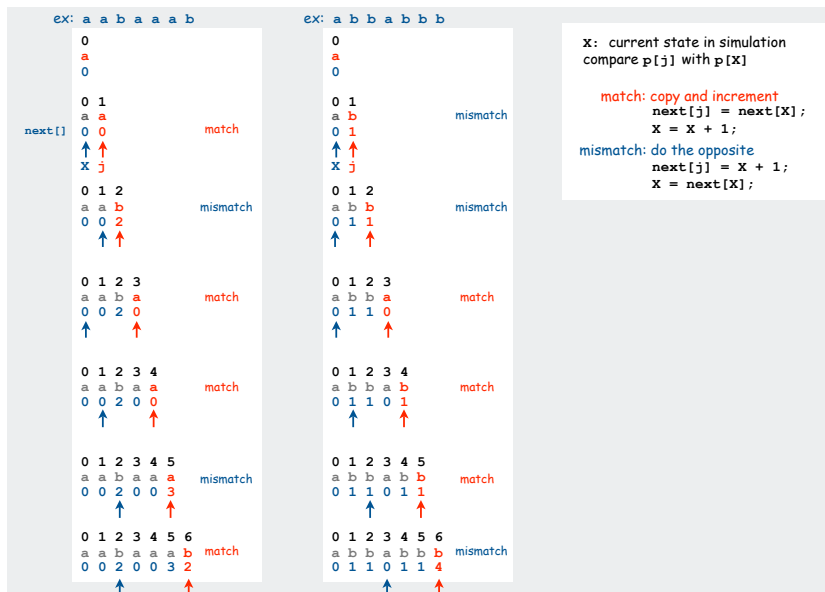 ex: a a b a a a b
0
a
0
0 1
a a
next[] 0 0 match
X j
0 1 2
a a b mismatch
0 0 2
0 1 2 3
a a b a match
0 0 2 0
0 1 2 3 4
a a b a a match
0 0 2 0 0
0 1 2 3 4 5
a a b a a a mismatch
0 0 2 0 0 3
0 1 2 3 4 5 6
a a b a a a b match
0 0 2 0 0 3 2
ex: a b b a b b b
0
a
0
0 1
a b mismatch
0 1
X j
0 1 2
a b b mismatch
0 1 1
0 1 2 3
a b b a match
0 1 1 0
0 1 2 3 4
a b b a b match
0 1 1 0 1
0 1 2 3 4 5
a b b a b b match
0 1 1 0 1 1
0 1 2 3 4 5 6
a b b a b b b mismatch
0 1 1 0 1 1 4
X: current state in simulation
compare p[j] with p[X]
match: copy and increment
next[j] = next[X];
X = X + 1;
mismatch: do the opposite
next[j] = X + 1;
X = next[X];